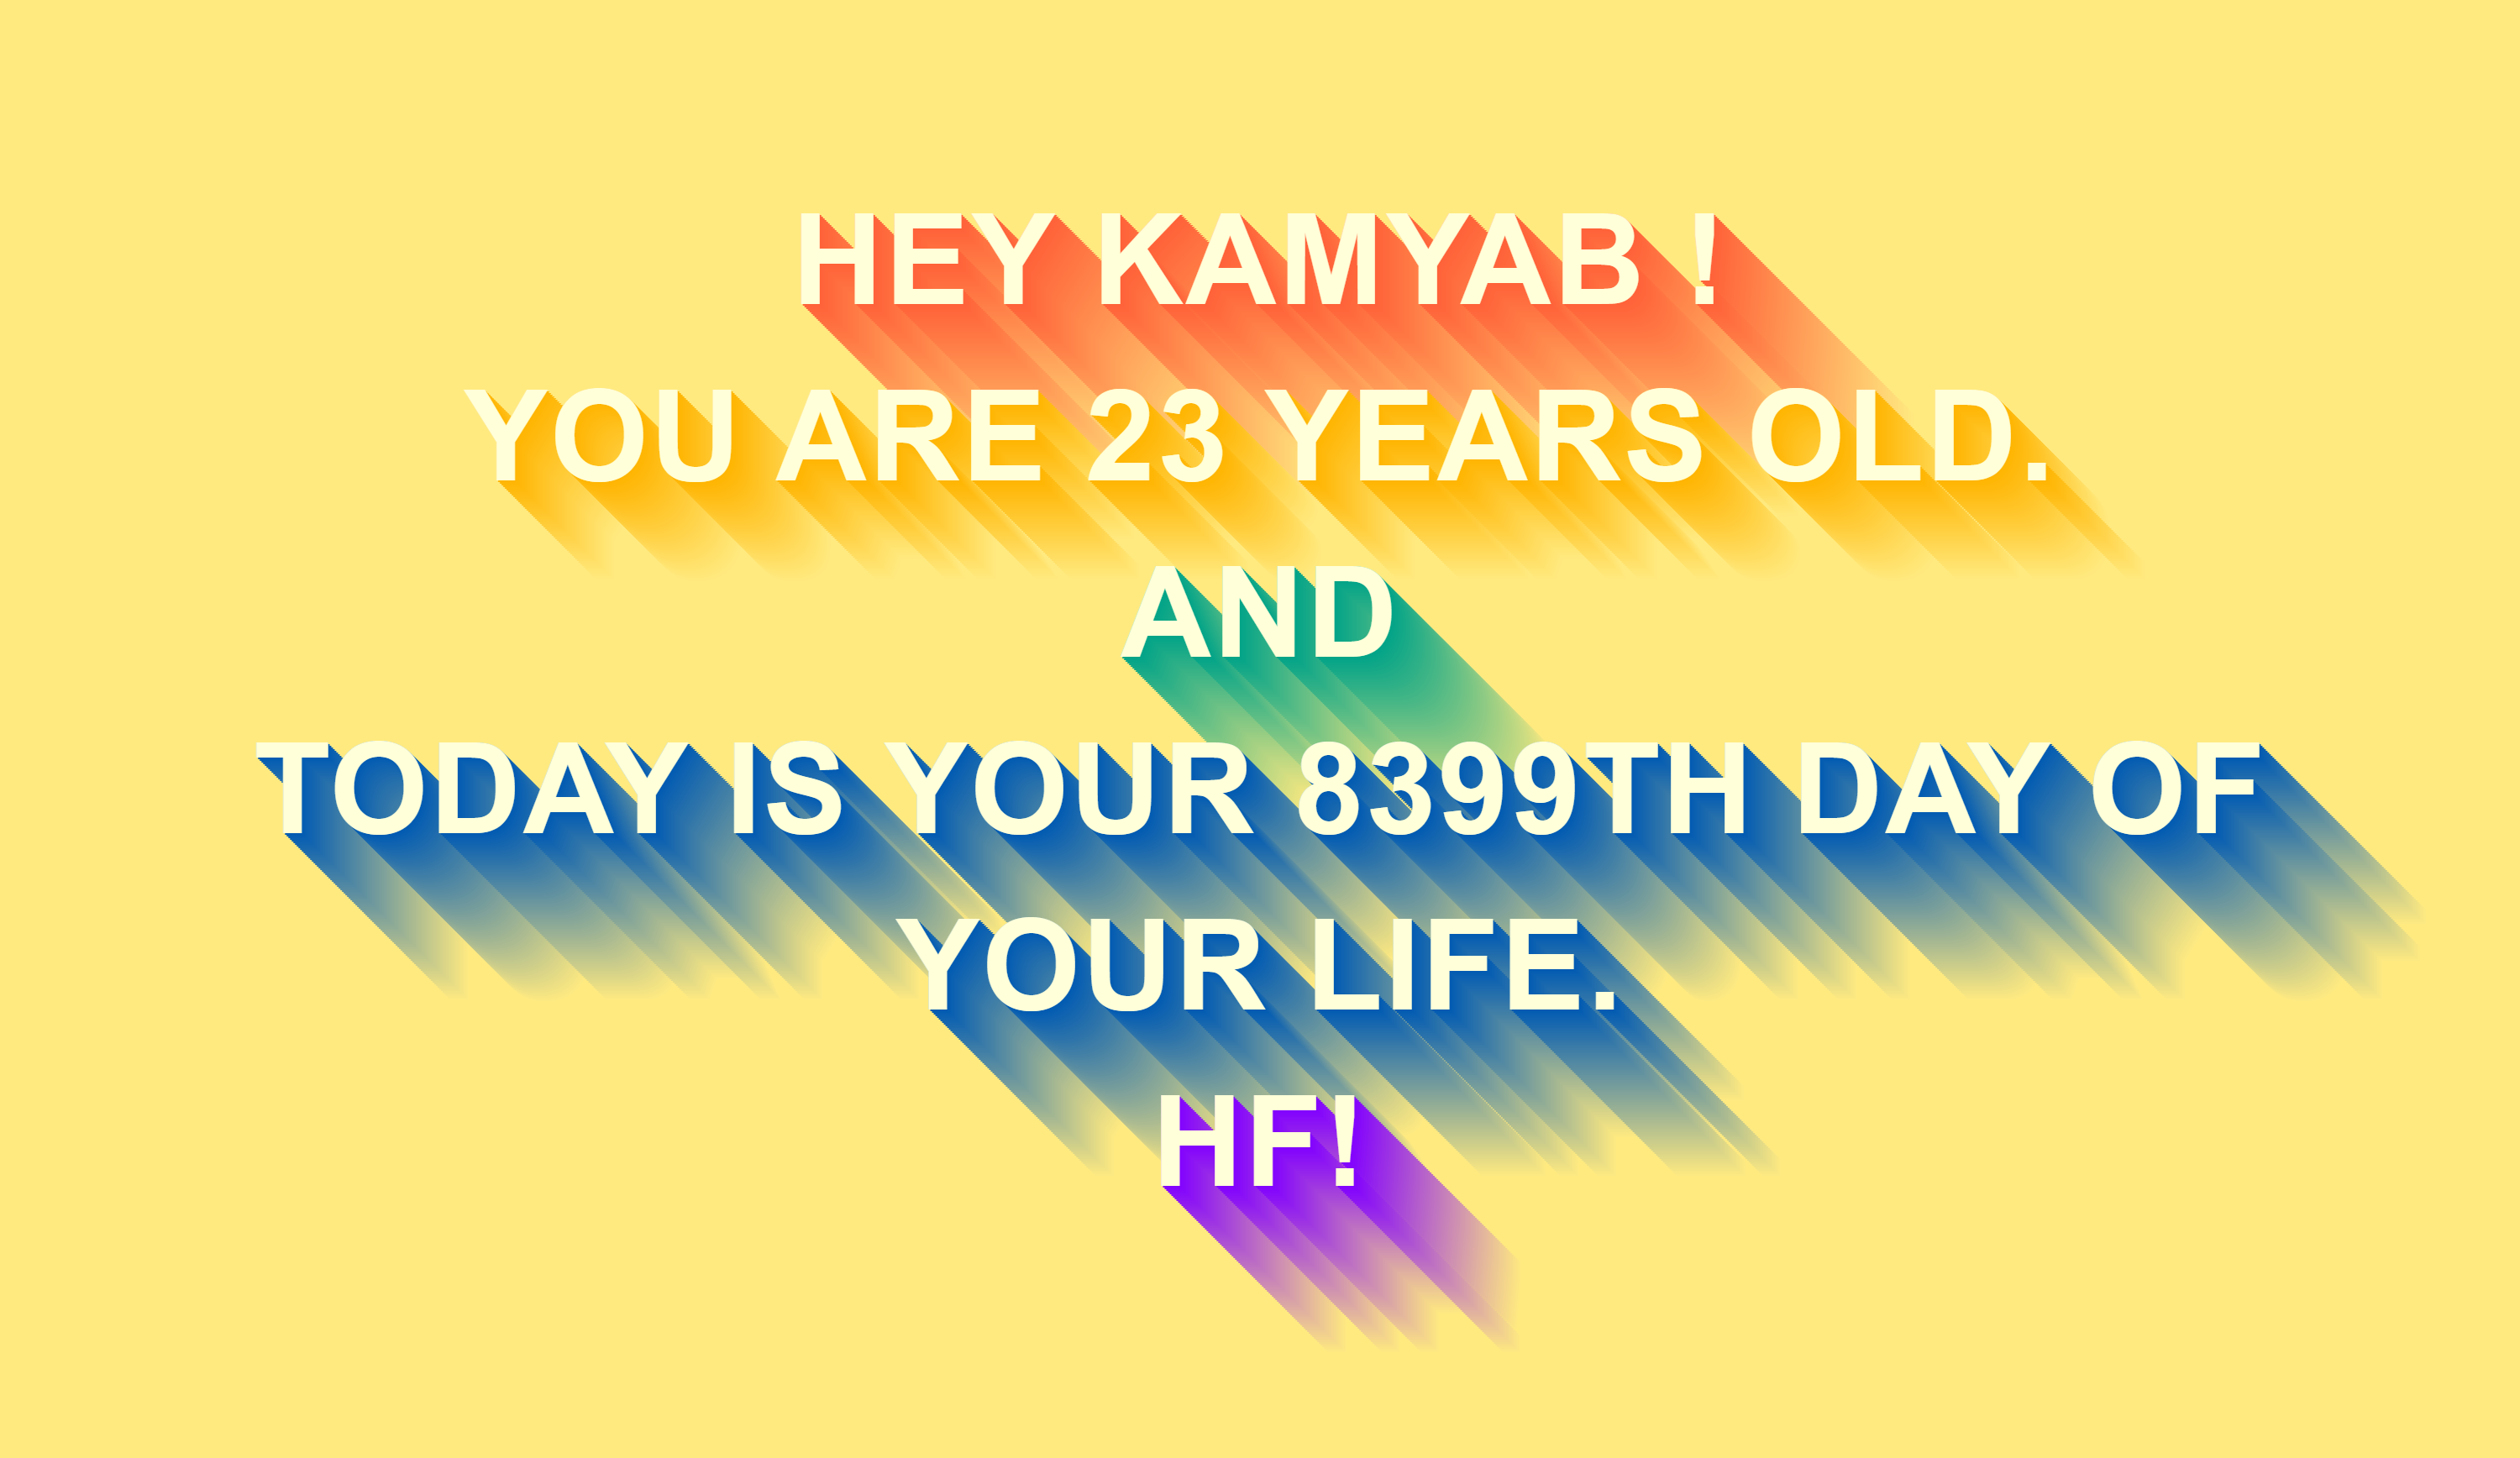 HEY KAMYAB !
YOU ARE 23 YEARS OLD.
AND
TODAY IS YOUR 8399TH DAY OF
YOUR LIFE.
HF!